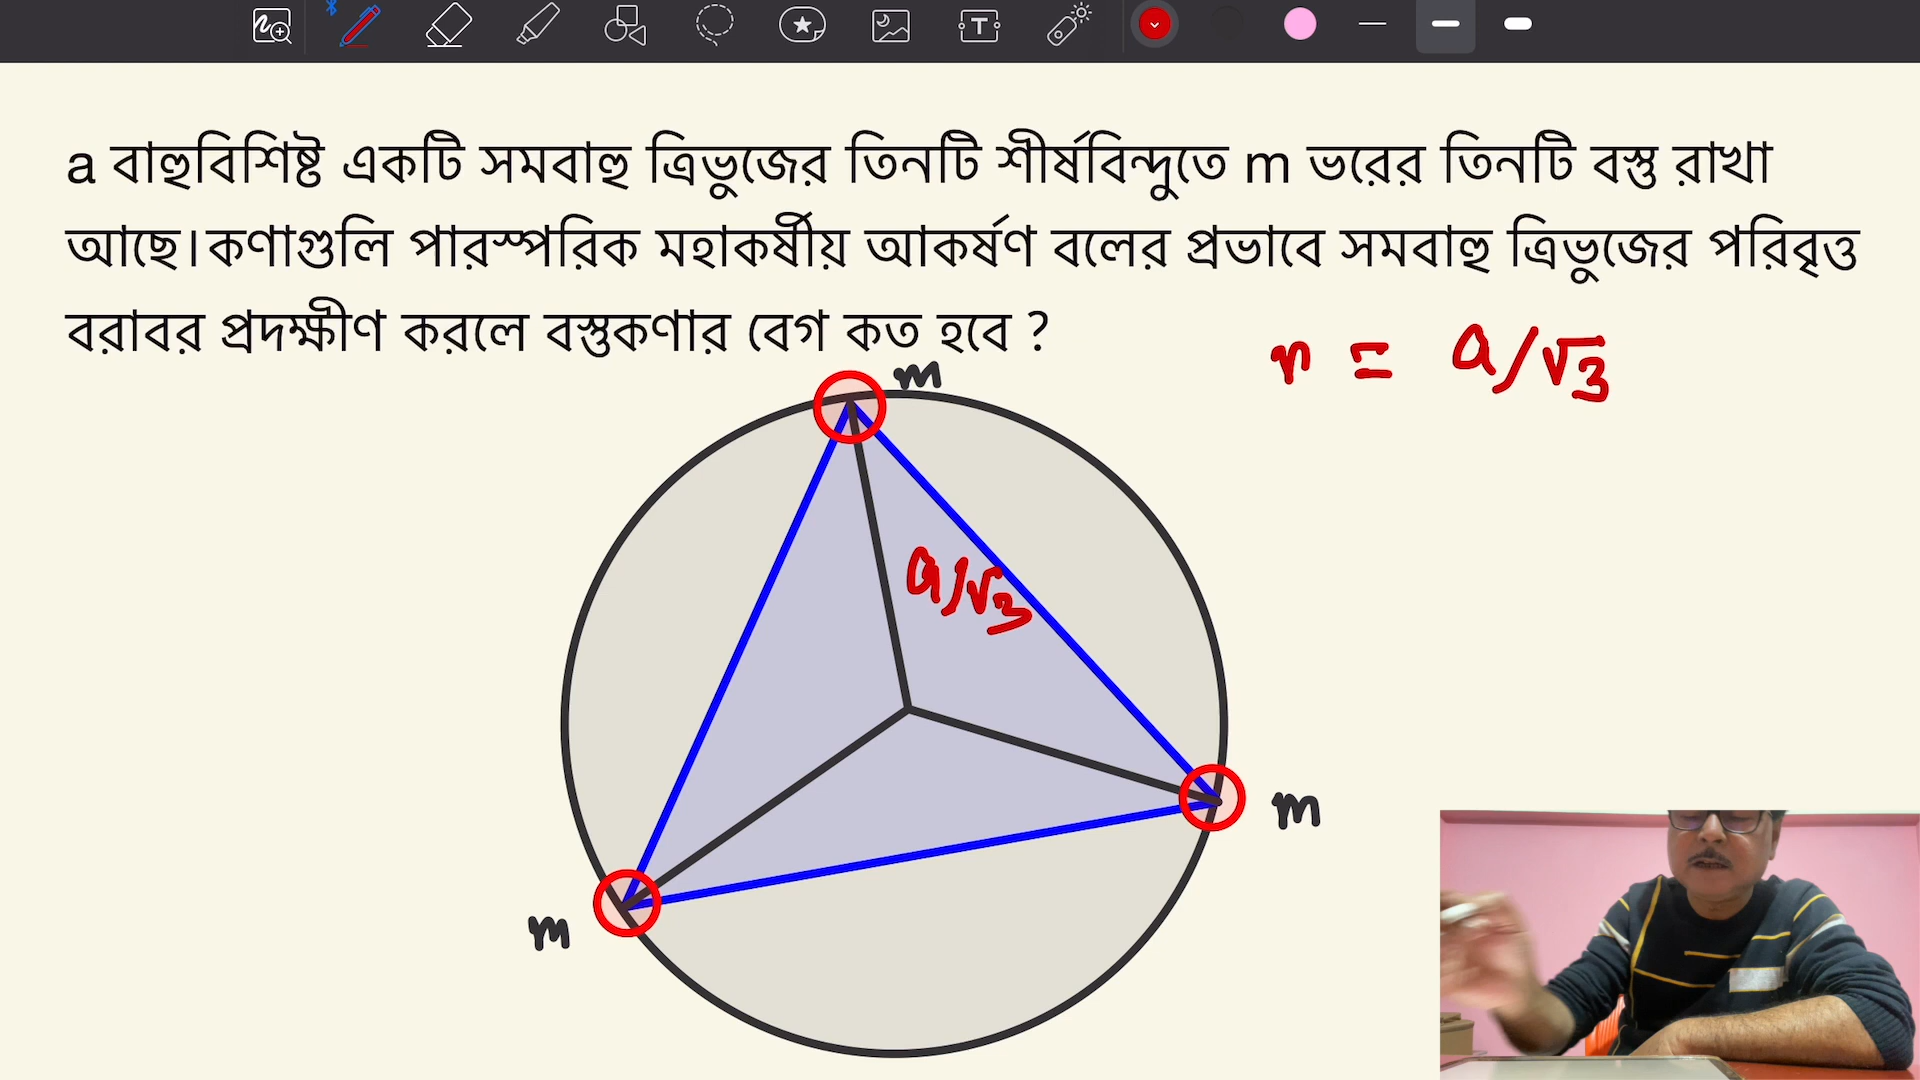 a বাহুবিশিষ্ট একটি সমবাহু ত্রিভুজের তিনটি শীর্ষবিন্দুতে m ভরের তিনটি বস্তু রাখা
আছে।কণাগুলি পারস্পরিক মহাকর্ষীয় আকর্ষণ বলের প্রভাবে সমবাহু ত্রিভুজের পরিবৃত্ত
বরাবর প্রদক্ষীণ করলে বস্তুকণার বেগ কত হবে ?
r = a/√3
m
a/√3
m
m